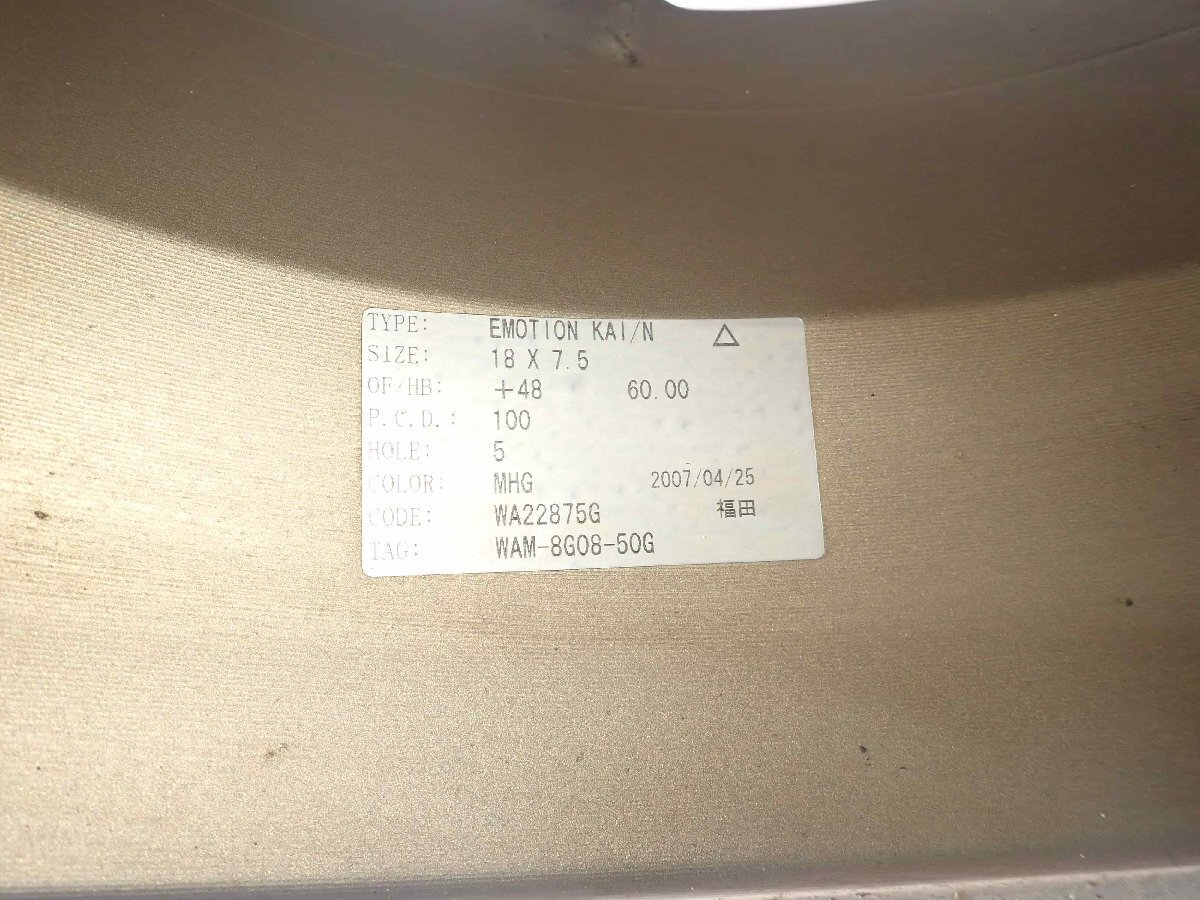 TYPE: EMOTION KAI/N △
SIZE: 18 X 7.5
OF/HB: +48 60.00
P.C.D.: 100
HOLE: 5
COLOR: MHG 2007/04/25
CODE: WA22875G 福田
TAG: WAM-8G08-50G